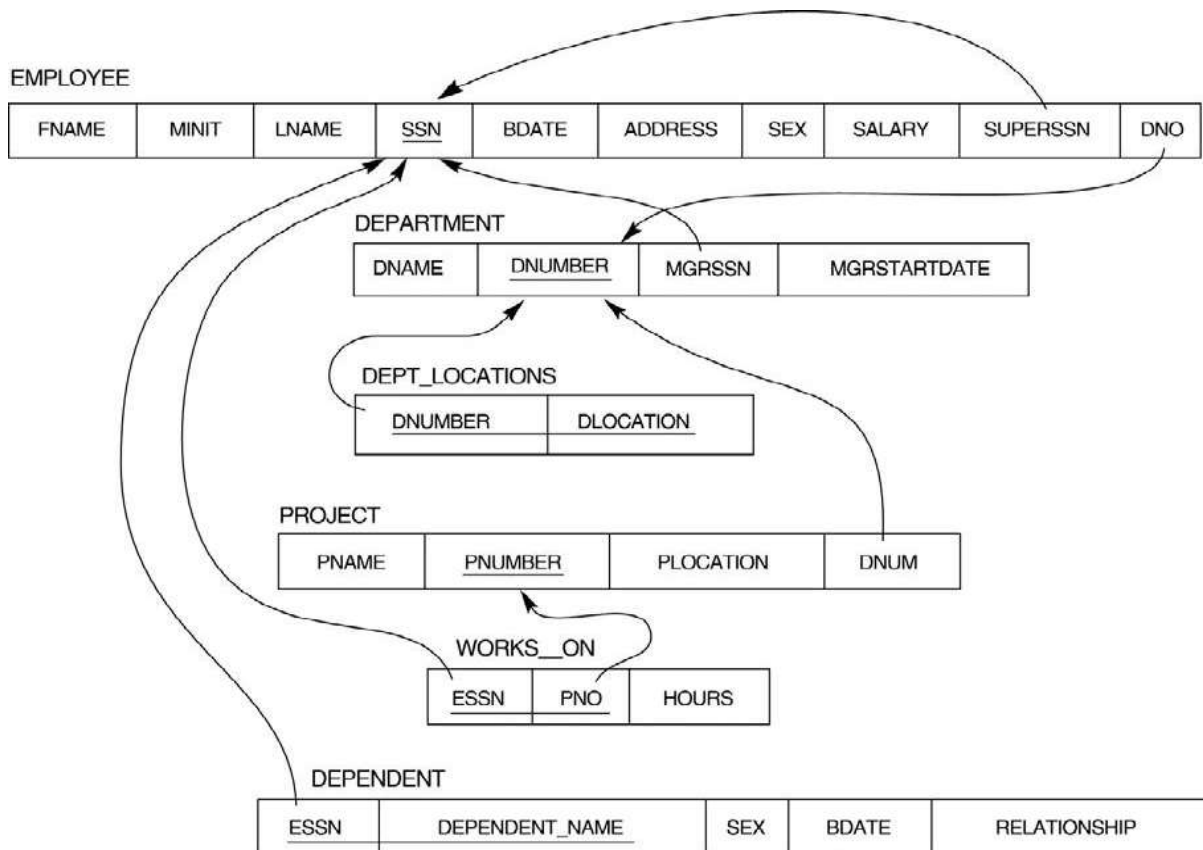 EMPLOYEE
FNAME MINIT LNAME SSN BDATE ADDRESS SEX SALARY SUPERSSN DNO
DEPARTMENT
DNAME DNUMBER MGRSSN MGRSTARTDATE
DEPT_LOCATIONS
DNUMBER DLOCATION
PROJECT
PNAME PNUMBER PLOCATION DNUM
WORKS__ON
ESSN PNO HOURS
DEPENDENT
ESSN DEPENDENT_NAME SEX BDATE RELATIONSHIP